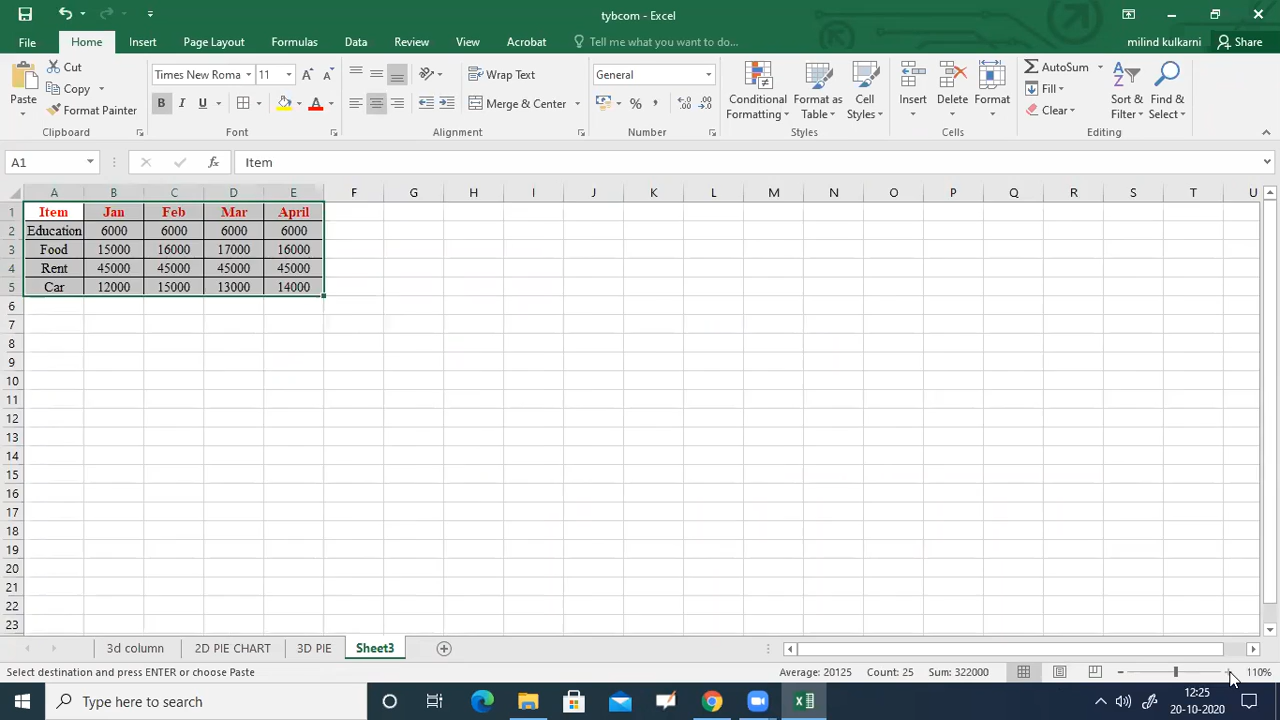 tybcom - Excel
File Home Insert Page Layout Formulas Data Review View Acrobat Tell me what you want to do... milind kulkarni Share
Paste Cut Copy Format Painter Clipboard
Times New Roma 11 B I U A Font
Wrap Text Merge & Center Alignment
General % , Number
Conditional Formatting Format as Table Cell Styles Styles
Insert Delete Format Cells
AutoSum Fill Clear Sort & Filter Find & Select Editing
A1 fx Item
A B C D E F G H I J K L M N O P Q R S T U
1 Item Jan Feb Mar April
2 Education 6000 6000 6000 6000
3 Food 15000 16000 17000 16000
4 Rent 45000 45000 45000 45000
5 Car 12000 15000 13000 14000
6
7
8
9
10
11
12
13
14
15
16
17
18
19
20
21
22
23
3d column 2D PIE CHART 3D PIE Sheet3
Select destination and press ENTER or choose Paste Average: 20125 Count: 25 Sum: 322000 110%
Type here to search 12:25
20-10-2020